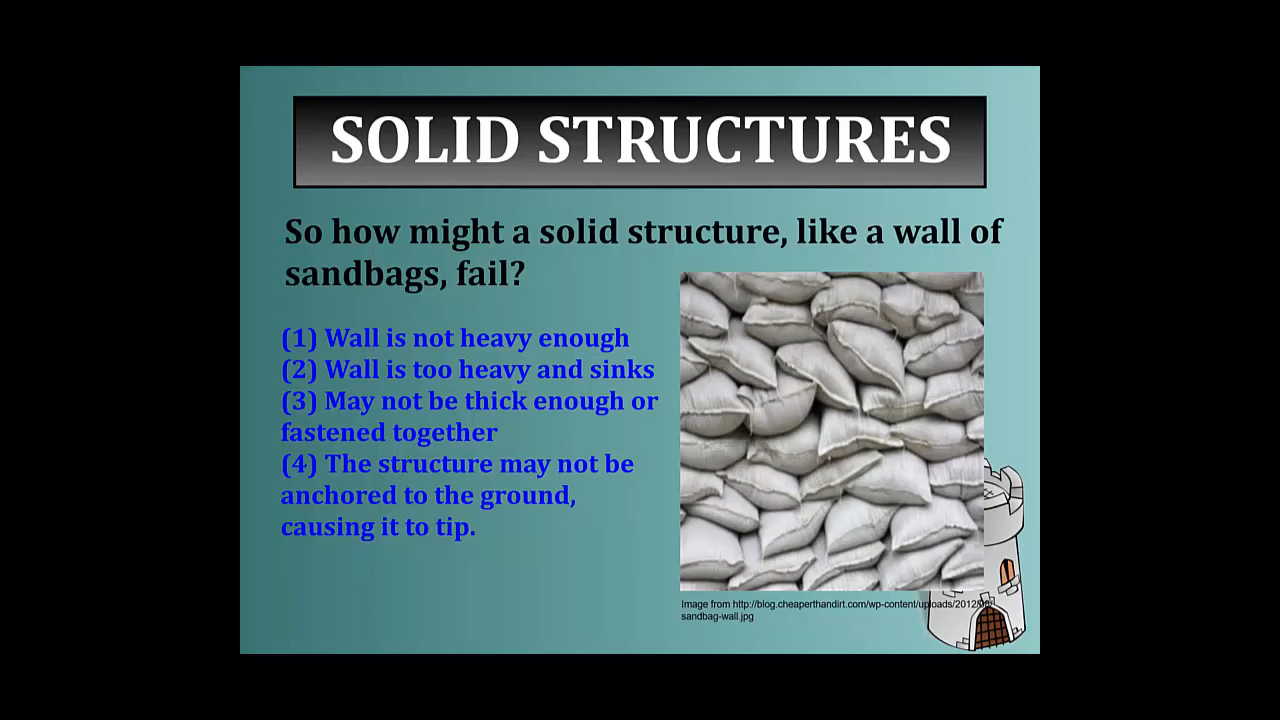 SOLID STRUCTURES
So how might a solid structure, like a wall of
sandbags, fail?
(1) Wall is not heavy enough
(2) Wall is too heavy and sinks
(3) May not be thick enough or
fastened together
(4) The structure may not be
anchored to the ground,
causing it to tip.
Image from http://blog.cheaperthandirt.com/wp-content/uploads/2012/
sandbag-wall.jpg